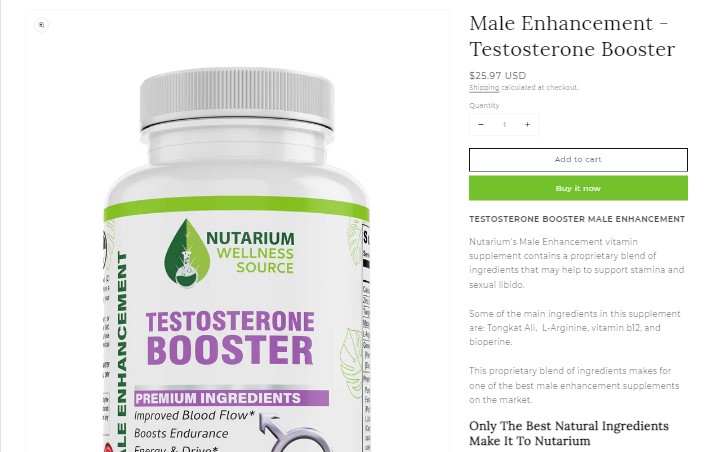 Male Enhancement -
Testosterone Booster
$25.97 USD
Shipping calculated at checkout.
Quantity
− 1 +
Add to cart
Buy it now
TESTOSTERONE BOOSTER MALE ENHANCEMENT
Nutarium's Male Enhancement vitamin
supplement contains a proprietary blend of
ingredients that may help to support stamina and
sexual libido.
Some of the main ingredients in this supplement
are: Tongkat Ali,  L-Arginine, vitamin b12, and
bioperine.
This proprietary blend of ingredients makes for
one of the best male enhancement supplements
on the market.
Only The Best Natural Ingredients
Make It To Nutarium
NUTARIUM
WELLNESS
SOURCE
TESTOSTERONE
BOOSTER
PREMIUM INGREDIENTS
Improved Blood Flow*
Boosts Endurance
Energy & Drive*
ALE ENHANCEMENT